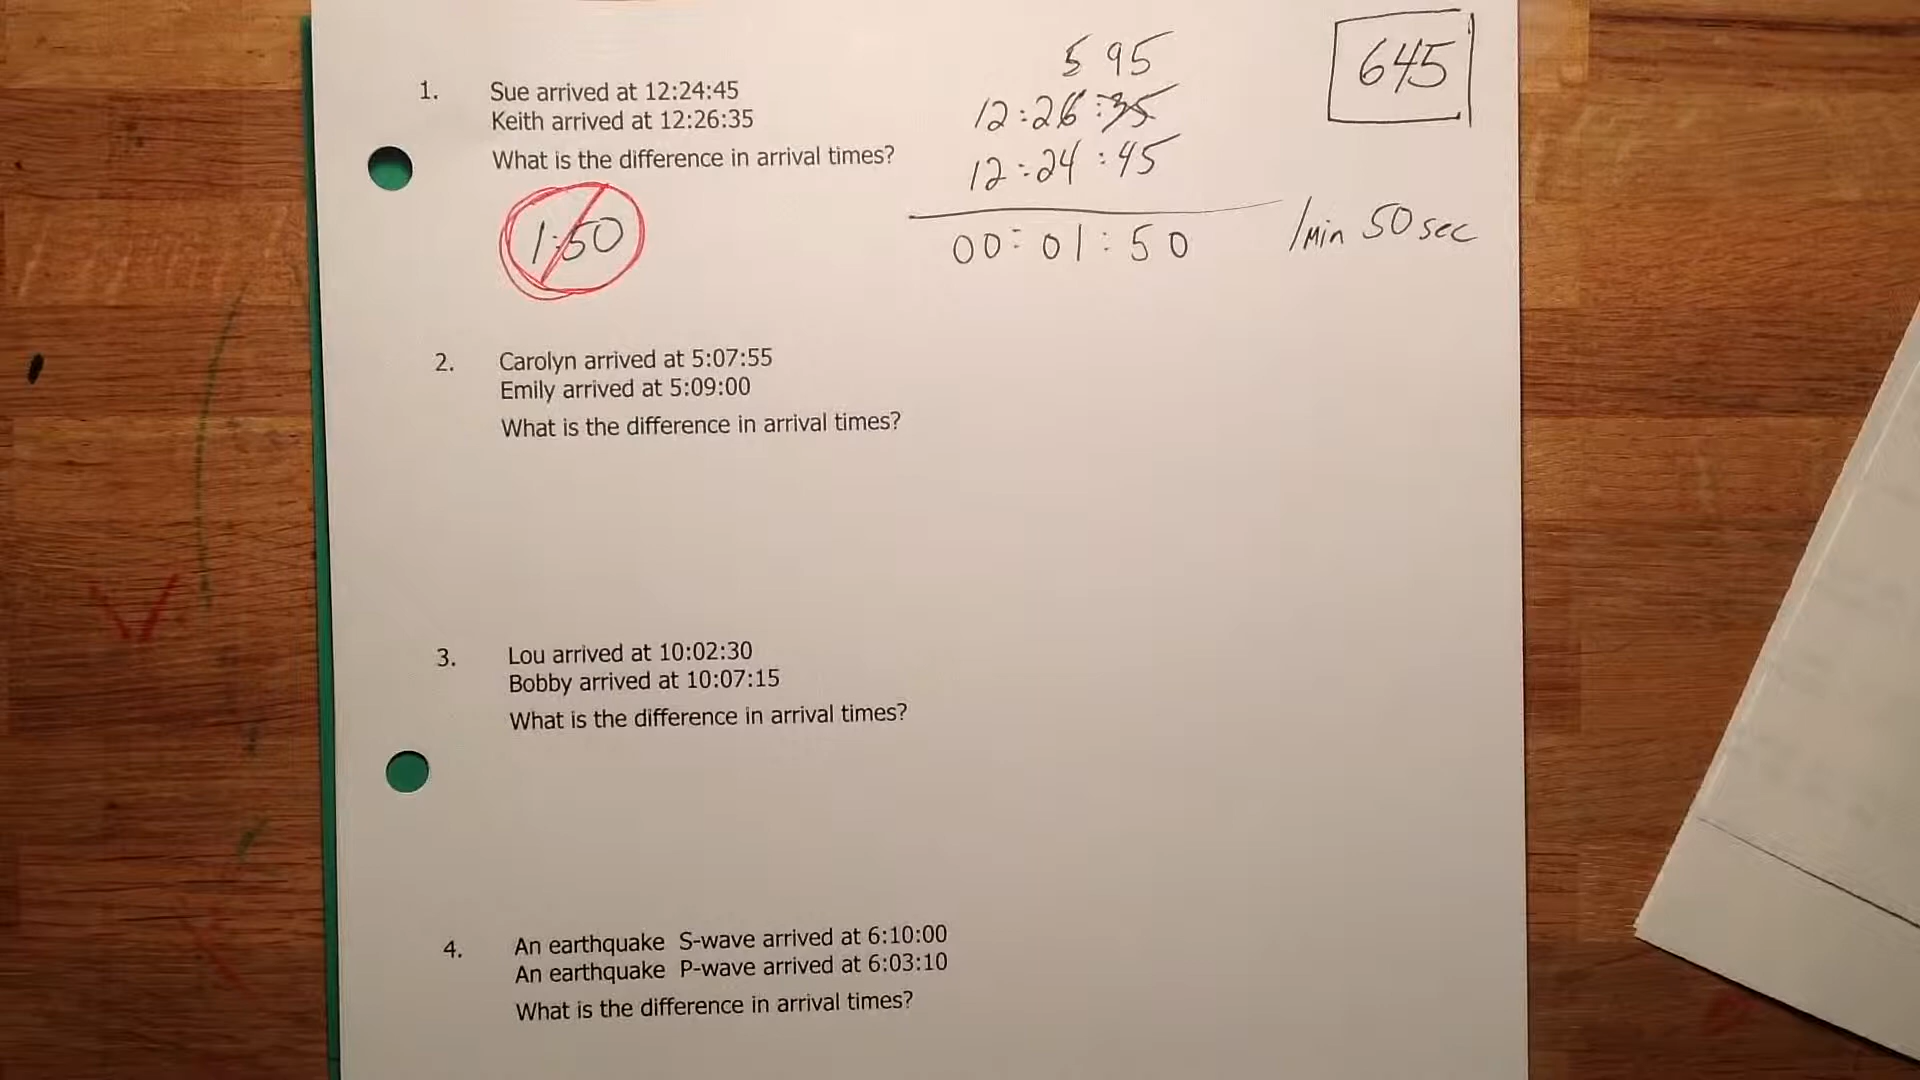 5 95
645
1. Sue arrived at 12:24:45
Keith arrived at 12:26:35
12:26:35
What is the difference in arrival times?
12:24:45
1:50
00:01:50
1min 50sec
2. Carolyn arrived at 5:07:55
Emily arrived at 5:09:00
What is the difference in arrival times?
3. Lou arrived at 10:02:30
Bobby arrived at 10:07:15
What is the difference in arrival times?
4. An earthquake S-wave arrived at 6:10:00
An earthquake P-wave arrived at 6:03:10
What is the difference in arrival times?